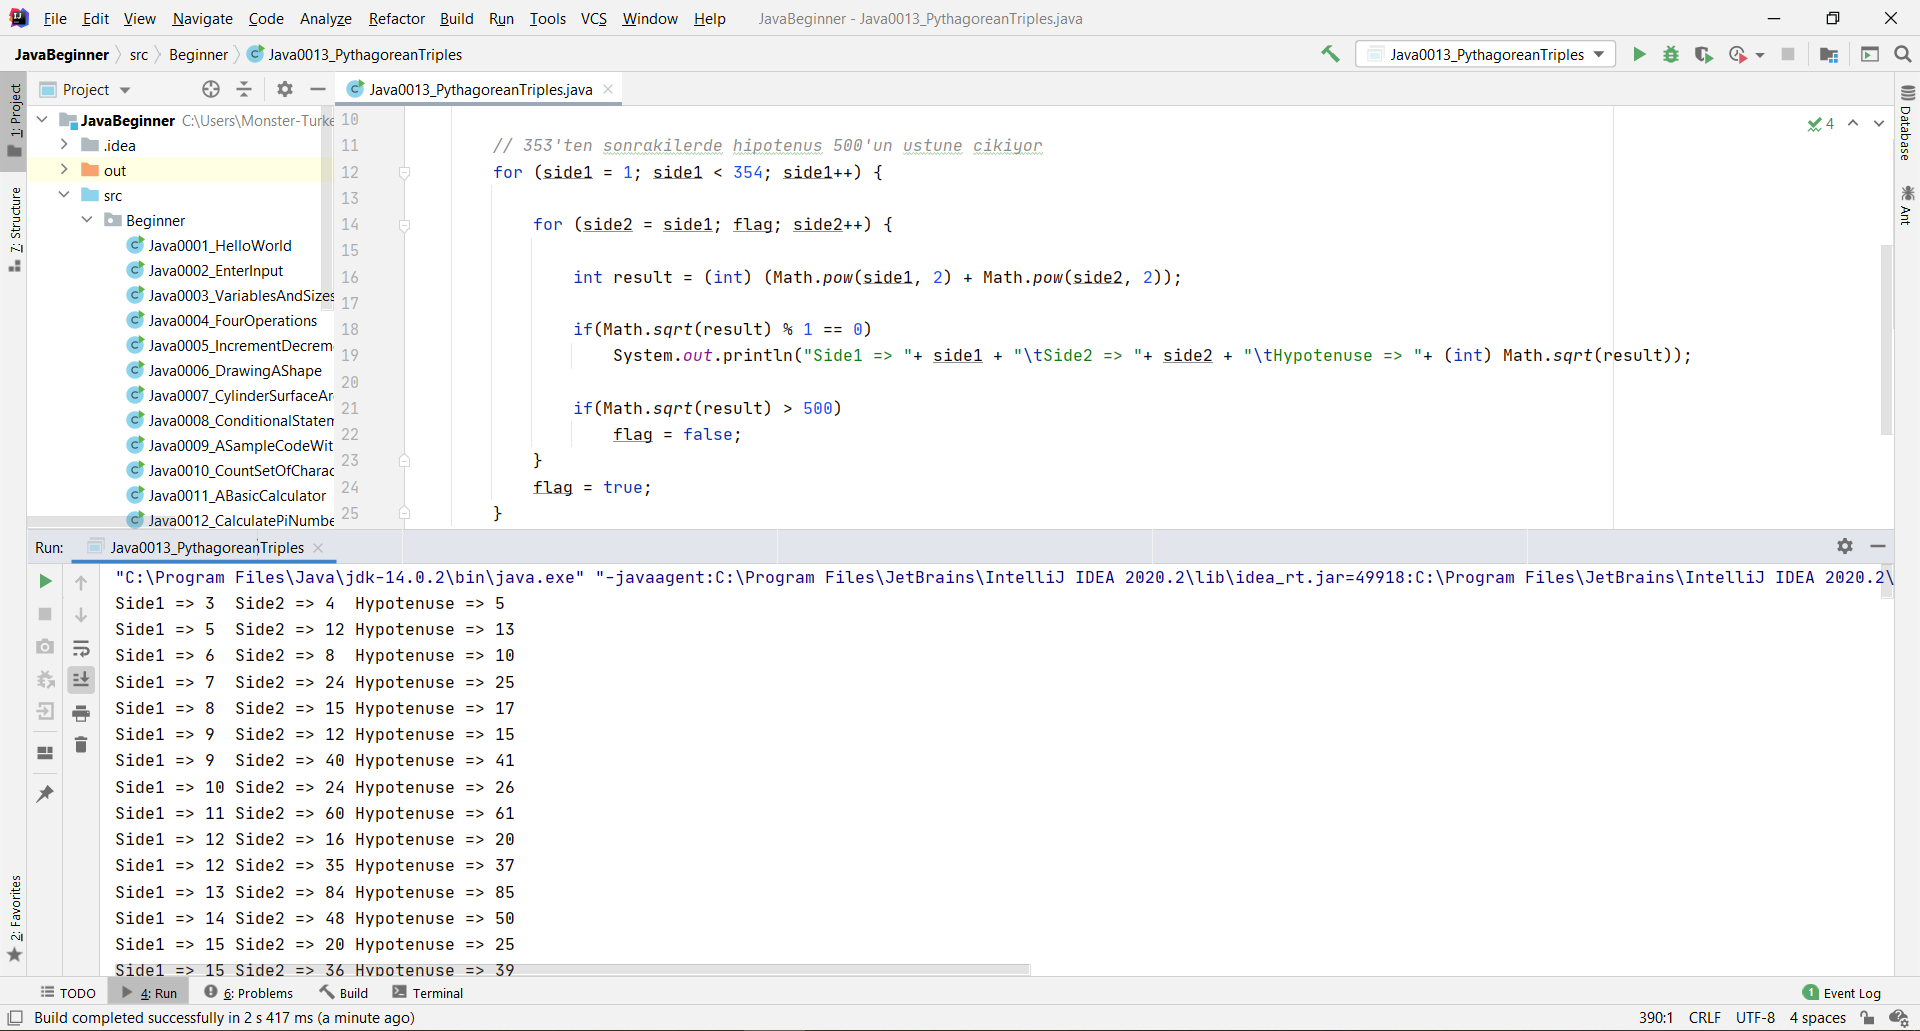 File Edit View Navigate Code Analyze Refactor Build Run Tools VCS Window Help JavaBeginner - Java0013_PythagoreanTriples.java
JavaBeginner src Beginner Java0013_PythagoreanTriples Java0013_PythagoreanTriples
1: Project
7: Structure
2: Favorites
Project
JavaBeginner C:\Users\Monster-Turke
.idea
out
src
Beginner
Java0001_HelloWorld
Java0002_EnterInput
Java0003_VariablesAndSizes
Java0004_FourOperations
Java0005_IncrementDecrem
Java0006_DrawingAShape
Java0007_CylinderSurfaceAr
Java0008_ConditionalStatem
Java0009_ASampleCodeWit
Java0010_CountSetOfCharac
Java0011_ABasicCalculator
Java0012_CalculatePiNumbe
Java0013_PythagoreanTriples.java
4
10
11 // 353'ten sonrakilerde hipotenus 500'un ustune cikiyor
12 for (side1 = 1; side1 < 354; side1++) {
13
14 for (side2 = side1; flag; side2++) {
15
16 int result = (int) (Math.pow(side1, 2) + Math.pow(side2, 2));
17
18 if(Math.sqrt(result) % 1 == 0)
19 System.out.println("Side1 => "+ side1 + "\tSide2 => "+ side2 + "\tHypotenuse => "+ (int) Math.sqrt(result));
20
21 if(Math.sqrt(result) > 500)
22 flag = false;
23 }
24 flag = true;
25 }
Database
Ant
Run: Java0013_PythagoreanTriples
"C:\Program Files\Java\jdk-14.0.2\bin\java.exe" "-javaagent:C:\Program Files\JetBrains\IntelliJ IDEA 2020.2\lib\idea_rt.jar=49918:C:\Program Files\JetBrains\IntelliJ IDEA 2020.2\
Side1 => 3 Side2 => 4 Hypotenuse => 5
Side1 => 5 Side2 => 12 Hypotenuse => 13
Side1 => 6 Side2 => 8 Hypotenuse => 10
Side1 => 7 Side2 => 24 Hypotenuse => 25
Side1 => 8 Side2 => 15 Hypotenuse => 17
Side1 => 9 Side2 => 12 Hypotenuse => 15
Side1 => 9 Side2 => 40 Hypotenuse => 41
Side1 => 10 Side2 => 24 Hypotenuse => 26
Side1 => 11 Side2 => 60 Hypotenuse => 61
Side1 => 12 Side2 => 16 Hypotenuse => 20
Side1 => 12 Side2 => 35 Hypotenuse => 37
Side1 => 13 Side2 => 84 Hypotenuse => 85
Side1 => 14 Side2 => 48 Hypotenuse => 50
Side1 => 15 Side2 => 20 Hypotenuse => 25
Side1 => 15 Side2 => 36 Hypotenuse => 39
TODO 4: Run 6: Problems Build Terminal 1 Event Log
Build completed successfully in 2 s 417 ms (a minute ago) 390:1 CRLF UTF-8 4 spaces